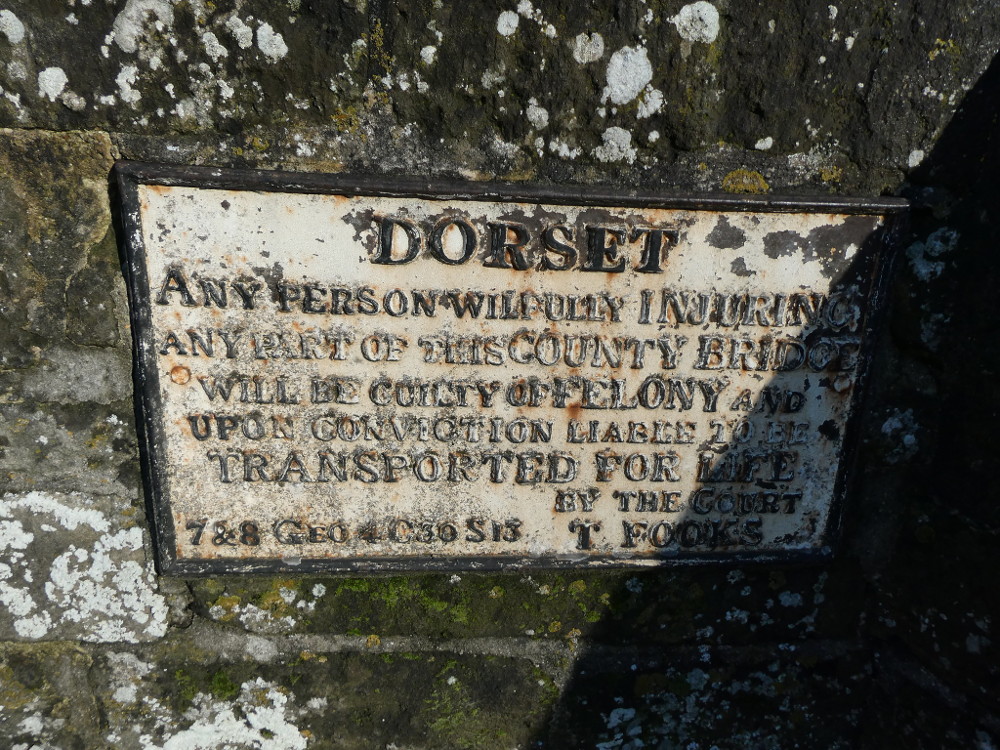 DORSET
ANY PERSON WILFULLY INJURING
ANY PART OF THIS COUNTY BRIDGE
WILL BE GUILTY OF FELONY AND
UPON CONVICTION LIABLE TO BE
TRANSPORTED FOR LIFE
BY THE COURT
7 & 8 GEO 4 C30 S13 T FOOKS